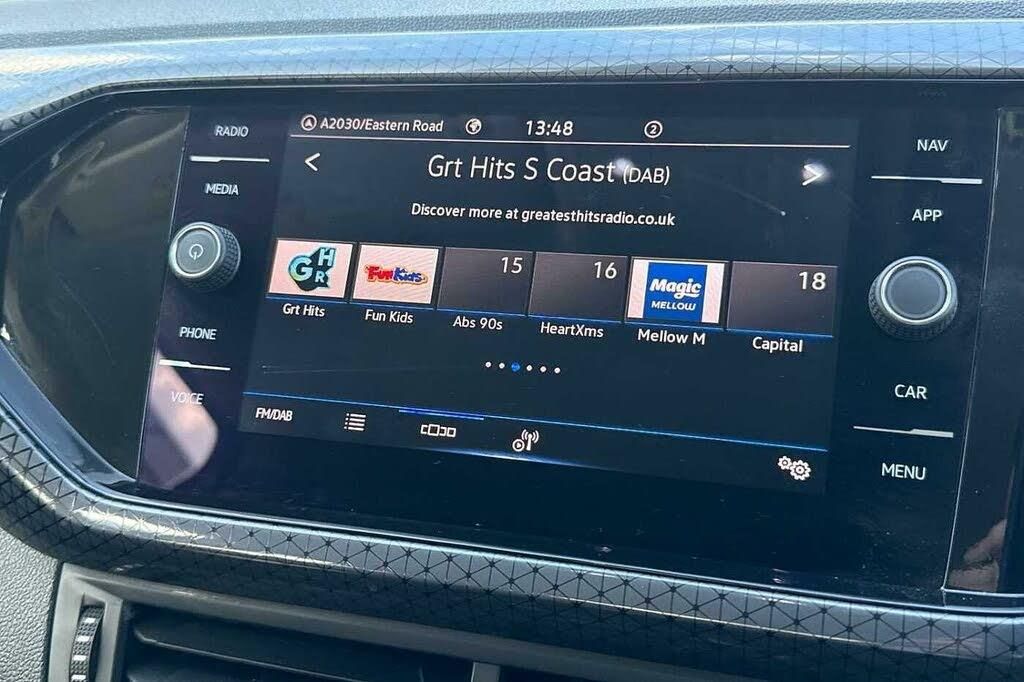 RADIO
MEDIA
PHONE
VOICE
A2030/Eastern Road
13:48
2
Grt Hits S Coast (DAB)
Discover more at greatesthitsradio.co.uk
GHR
Fun Kids
15
16
Magic
MELLOW
18
Grt Hits
Fun Kids
Abs 90s
HeartXms
Mellow M
Capital
FM/DAB
NAV
APP
CAR
MENU